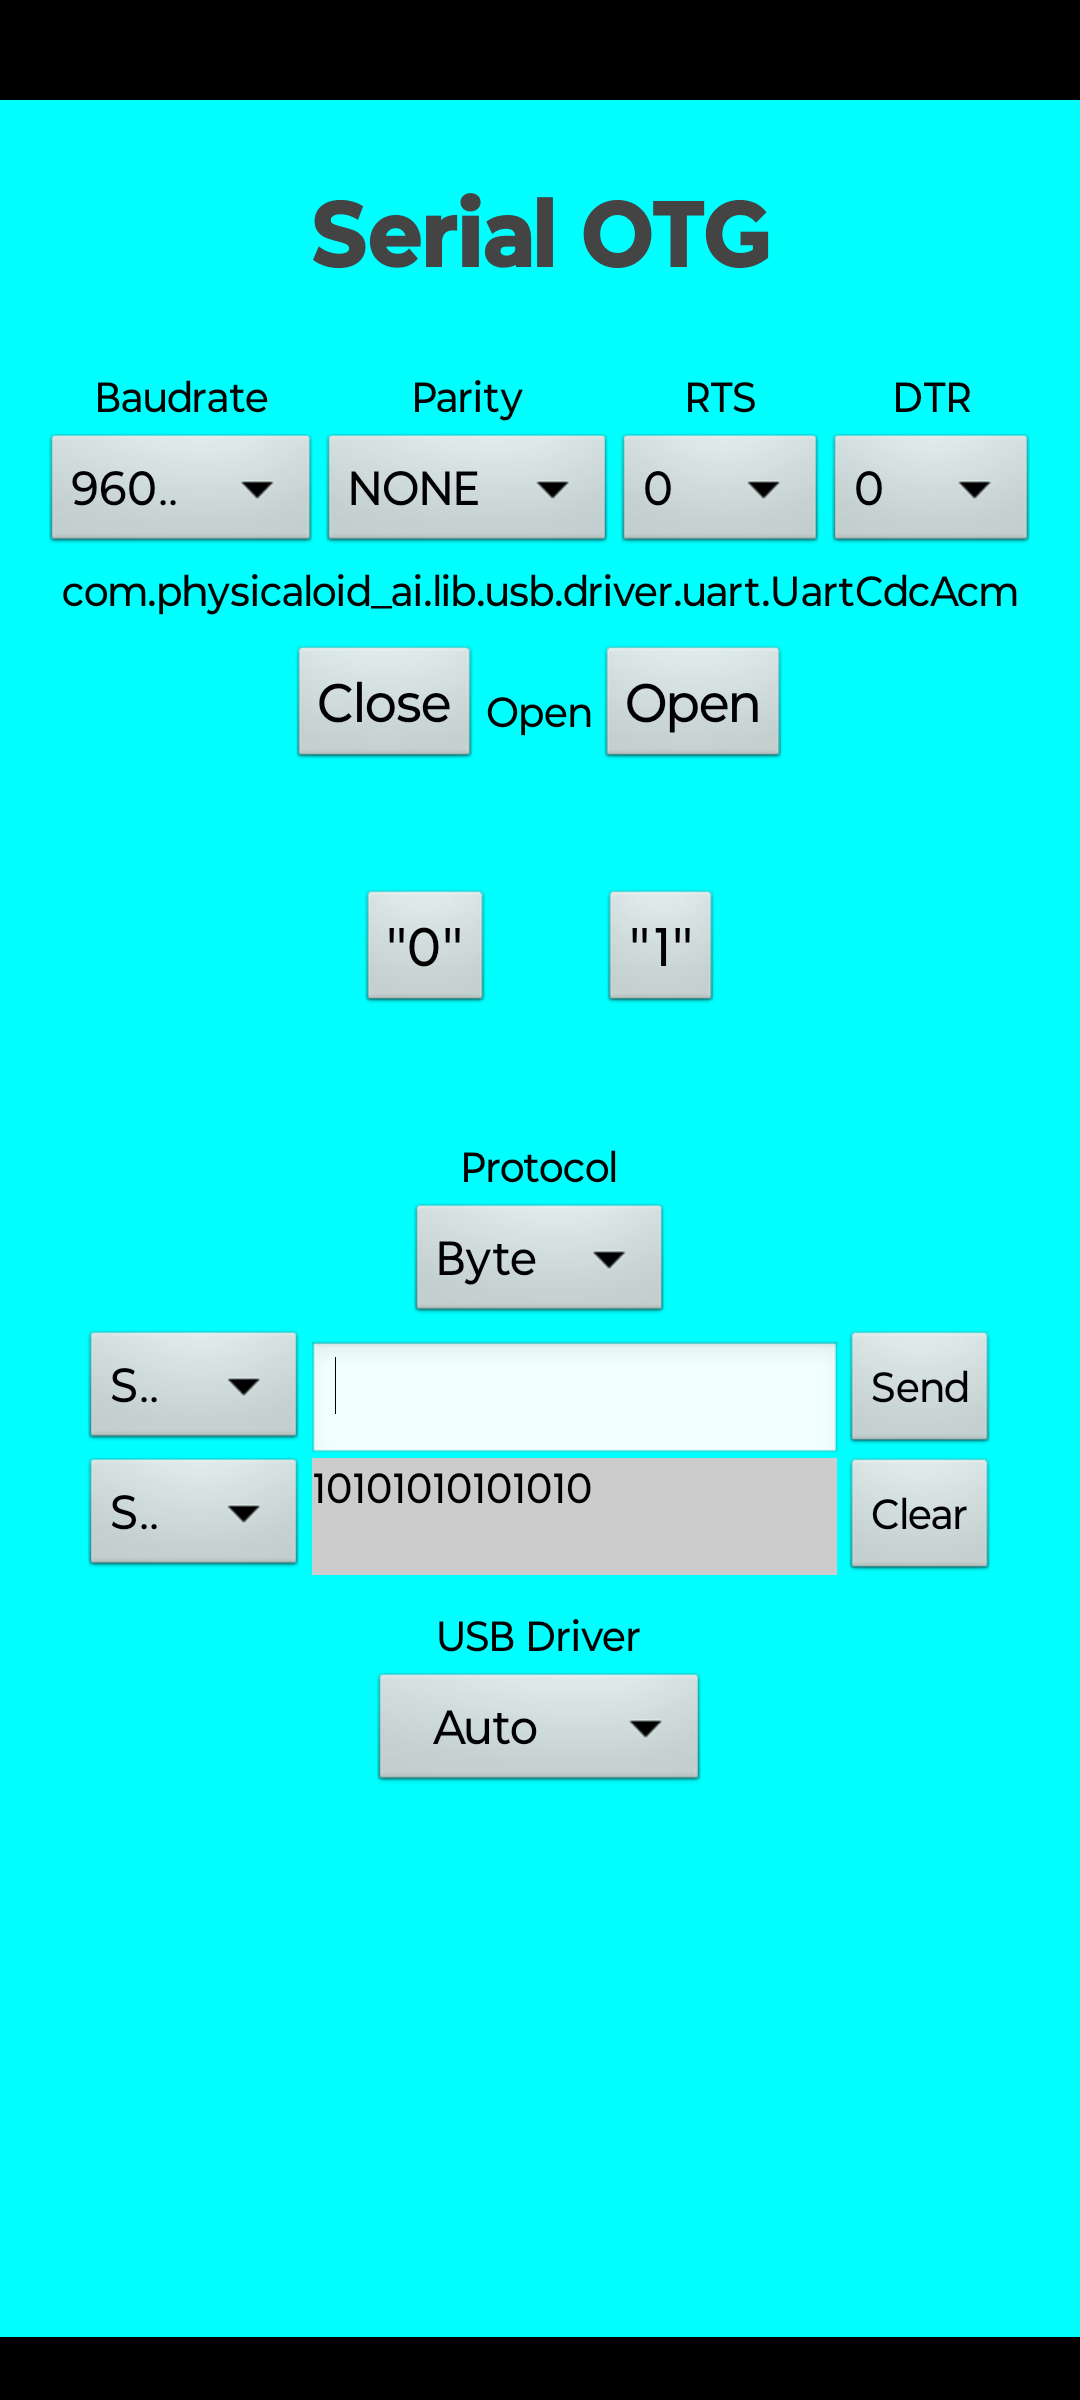 Serial OTG
Baudrate Parity RTS DTR
960.. NONE 0 0
com.physicaloid_ai.lib.usb.driver.uart.UartCdcAcm
Close Open Open
"0" "1"
Protocol
Byte
S.. Send
S.. 10101010101010 Clear
USB Driver
Auto